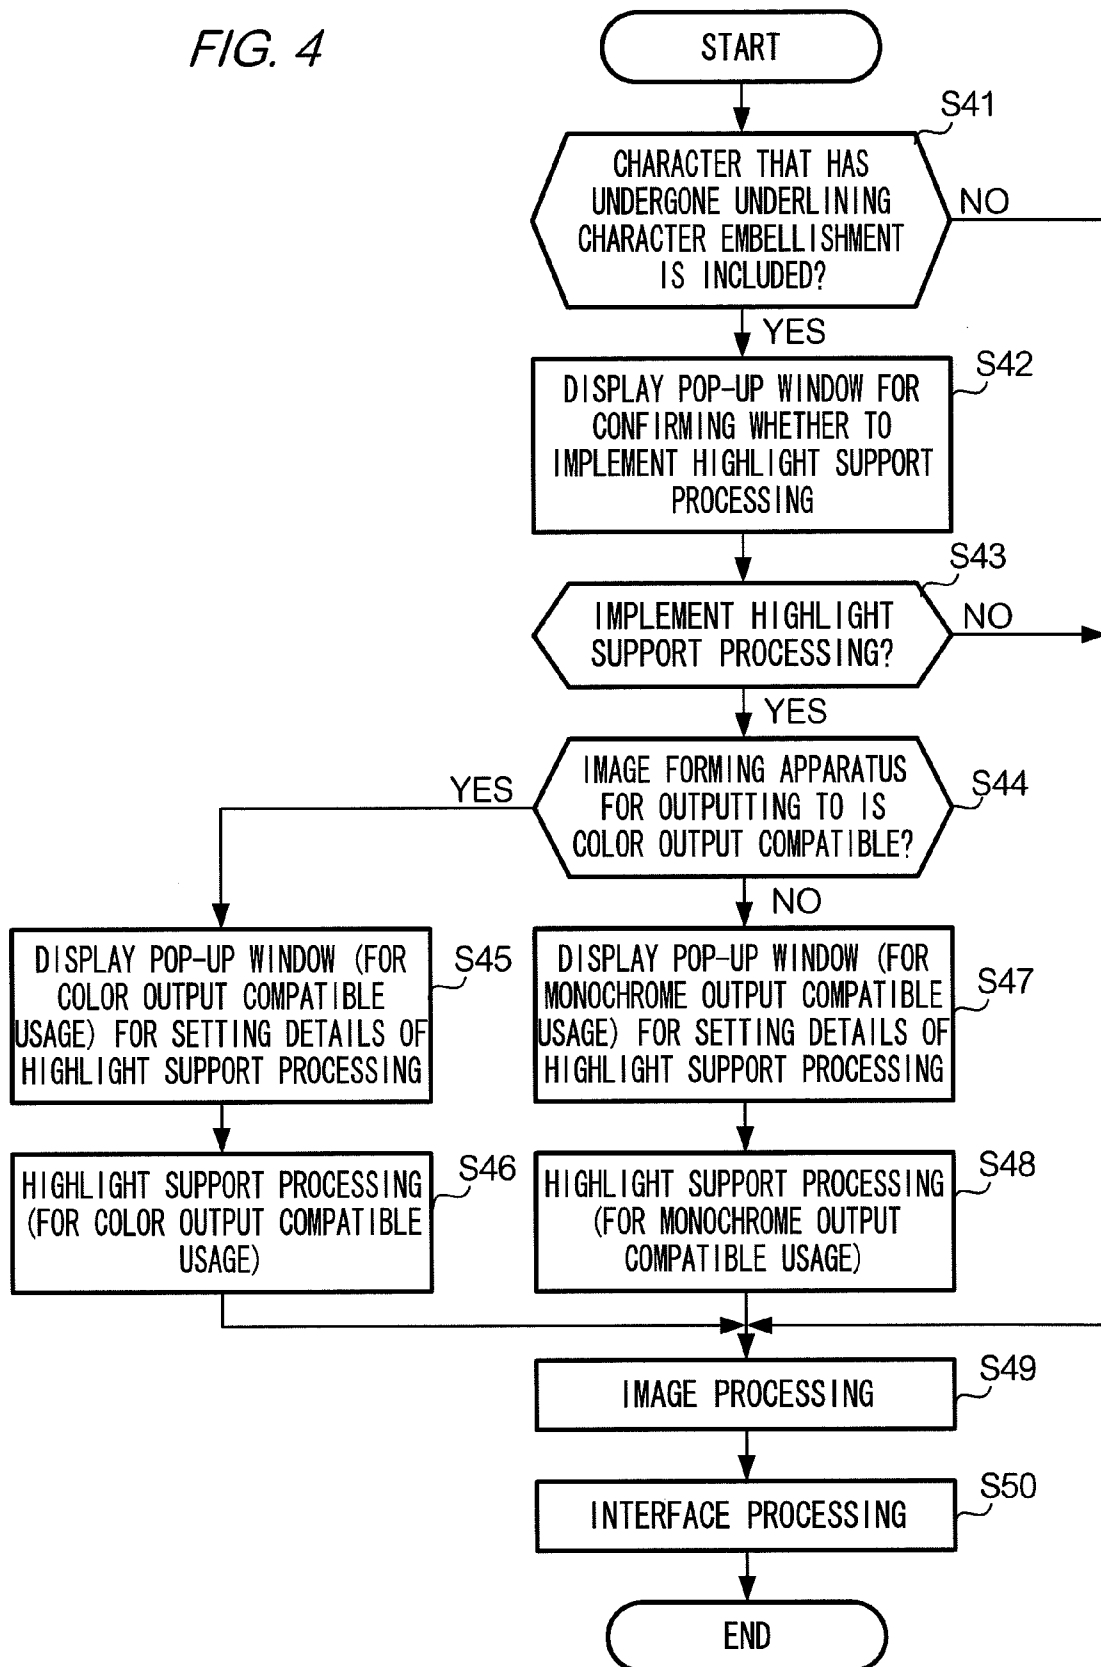 FIG. 4
START
S41
CHARACTER THAT HAS
UNDERGONE UNDERLINING
CHARACTER EMBELLISHMENT
IS INCLUDED?
NO
YES
S42
DISPLAY POP-UP WINDOW FOR
CONFIRMING WHETHER TO
IMPLEMENT HIGHLIGHT SUPPORT
PROCESSING
S43
IMPLEMENT HIGHLIGHT
SUPPORT PROCESSING?
NO
YES
S44
IMAGE FORMING APPARATUS
FOR OUTPUTTING TO IS
COLOR OUTPUT COMPATIBLE?
YES
NO
S45
DISPLAY POP-UP WINDOW (FOR
COLOR OUTPUT COMPATIBLE
USAGE) FOR SETTING DETAILS OF
HIGHLIGHT SUPPORT PROCESSING
S47
DISPLAY POP-UP WINDOW (FOR
MONOCHROME OUTPUT COMPATIBLE
USAGE) FOR SETTING DETAILS OF
HIGHLIGHT SUPPORT PROCESSING
S46
HIGHLIGHT SUPPORT PROCESSING
(FOR COLOR OUTPUT COMPATIBLE
USAGE)
S48
HIGHLIGHT SUPPORT PROCESSING
(FOR MONOCHROME OUTPUT
COMPATIBLE USAGE)
S49
IMAGE PROCESSING
S50
INTERFACE PROCESSING
END